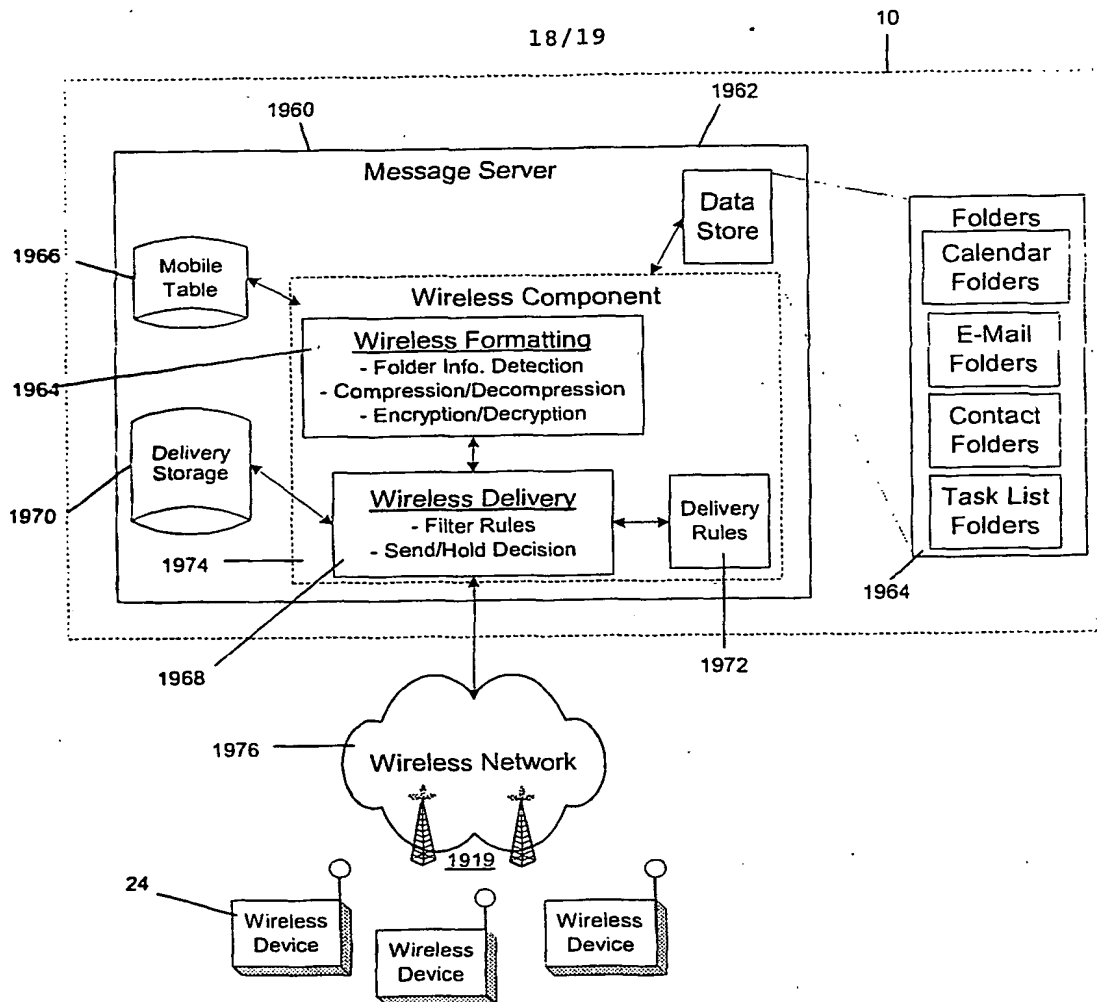 18/19
10
1960
1962
Message Server
Data
Store
Folders
Calendar
Folders
E-Mail
Folders
Contact
Folders
Task List
Folders
1966
Mobile
Table
Wireless Component
Wireless Formatting
- Folder Info. Detection
- Compression/Decompression
- Encryption/Decryption
1964
Delivery
Storage
1970
Wireless Delivery
- Filter Rules
- Send/Hold Decision
Delivery
Rules
1974
1964
1968
1972
1976
Wireless Network
1919
24
Wireless
Device
Wireless
Device
Wireless
Device